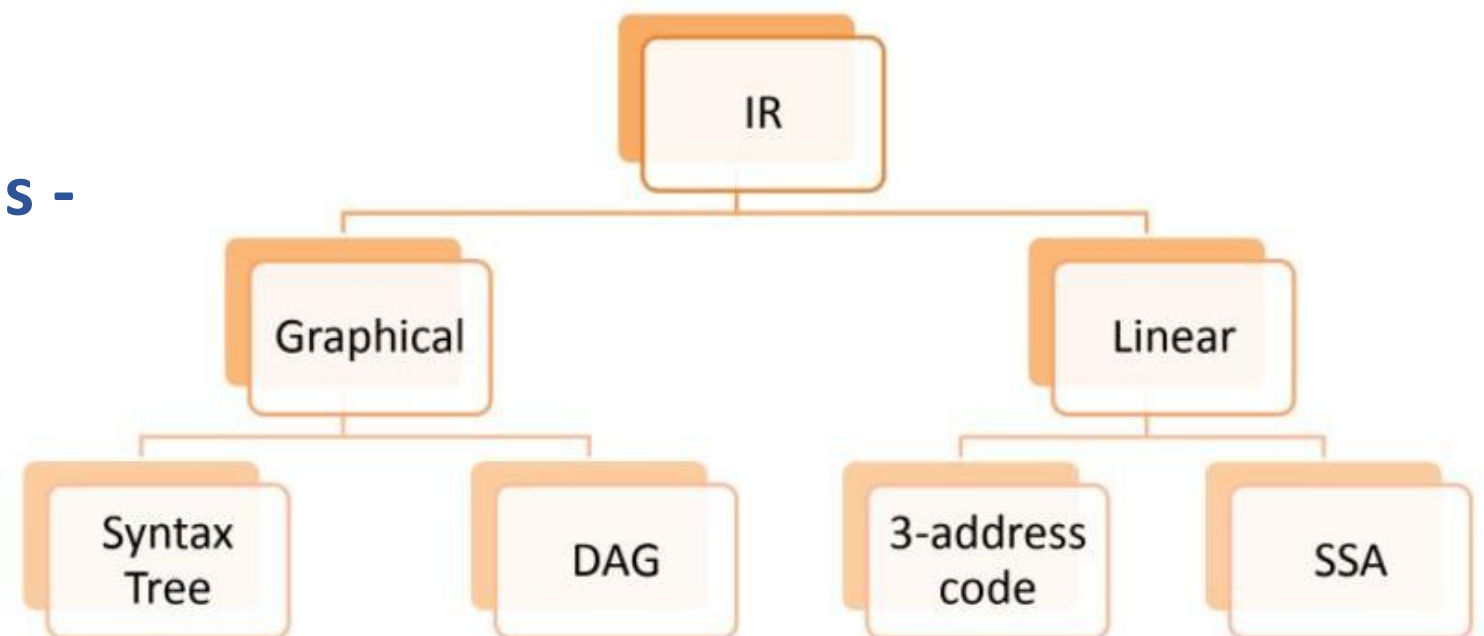 IR
s -
Graphical
Linear
Syntax
Tree
DAG
3-address
code
SSA